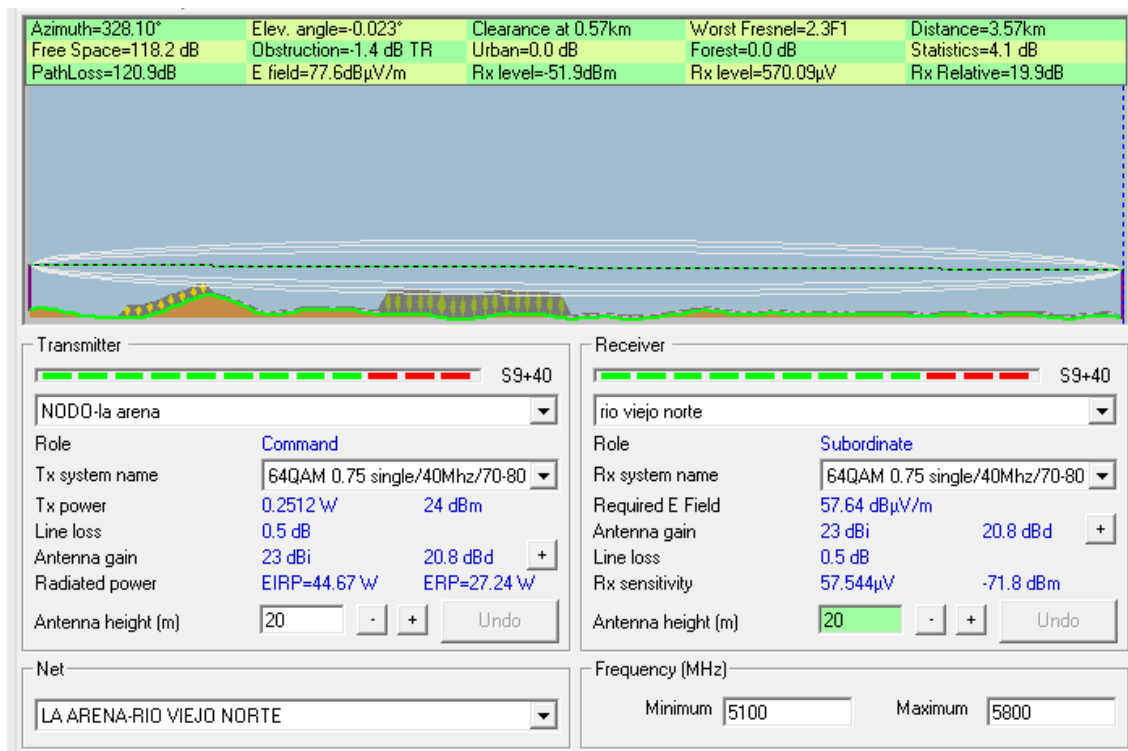 Azimuth=328.10° Elev. angle=-0.023° Clearance at 0.57km Worst Fresnel=2.3F1 Distance=3.57km
Free Space=118.2 dB Obstruction=-1.4 dB TR Urban=0.0 dB Forest=0.0 dB Statistics=4.1 dB
PathLoss=120.9dB E field=77.6dBµV/m Rx level=-51.9dBm Rx level=570.09µV Rx Relative=19.9dB
Transmitter
S9+40
NODO-la arena
Role Command
Tx system name 64QAM 0.75 single/40Mhz/70-80
Tx power 0.2512 W 24 dBm
Line loss 0.5 dB
Antenna gain 23 dBi 20.8 dBd +
Radiated power EIRP=44.67 W ERP=27.24 W
Antenna height (m) 20 - + Undo
Receiver
S9+40
rio viejo norte
Role Subordinate
Rx system name 64QAM 0.75 single/40Mhz/70-80
Required E Field 57.64 dBµV/m
Antenna gain 23 dBi 20.8 dBd +
Line loss 0.5 dB
Rx sensitivity 57.544µV -71.8 dBm
Antenna height (m) 20 - + Undo
Net
LA ARENA-RIO VIEJO NORTE
Frequency (MHz)
Minimum 5100 Maximum 5800